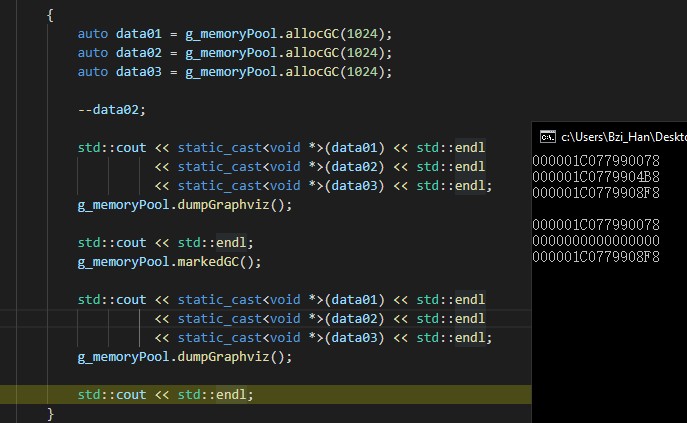 {
auto data01 = g_memoryPool.allocGC(1024);
auto data02 = g_memoryPool.allocGC(1024);
auto data03 = g_memoryPool.allocGC(1024);
--data02;
std::cout << static_cast<void *>(data01) << std::endl
<< static_cast<void *>(data02) << std::endl
<< static_cast<void *>(data03) << std::endl;
g_memoryPool.dumpGraphviz();
std::cout << std::endl;
g_memoryPool.markedGC();
std::cout << static_cast<void *>(data01) << std::endl
<< static_cast<void *>(data02) << std::endl
<< static_cast<void *>(data03) << std::endl;
g_memoryPool.dumpGraphviz();
std::cout << std::endl;
}
c:\Users\Bzi_Han\Deskto
000001C077990078
000001C0779904B8
000001C0779908F8
000001C077990078
0000000000000000
000001C0779908F8